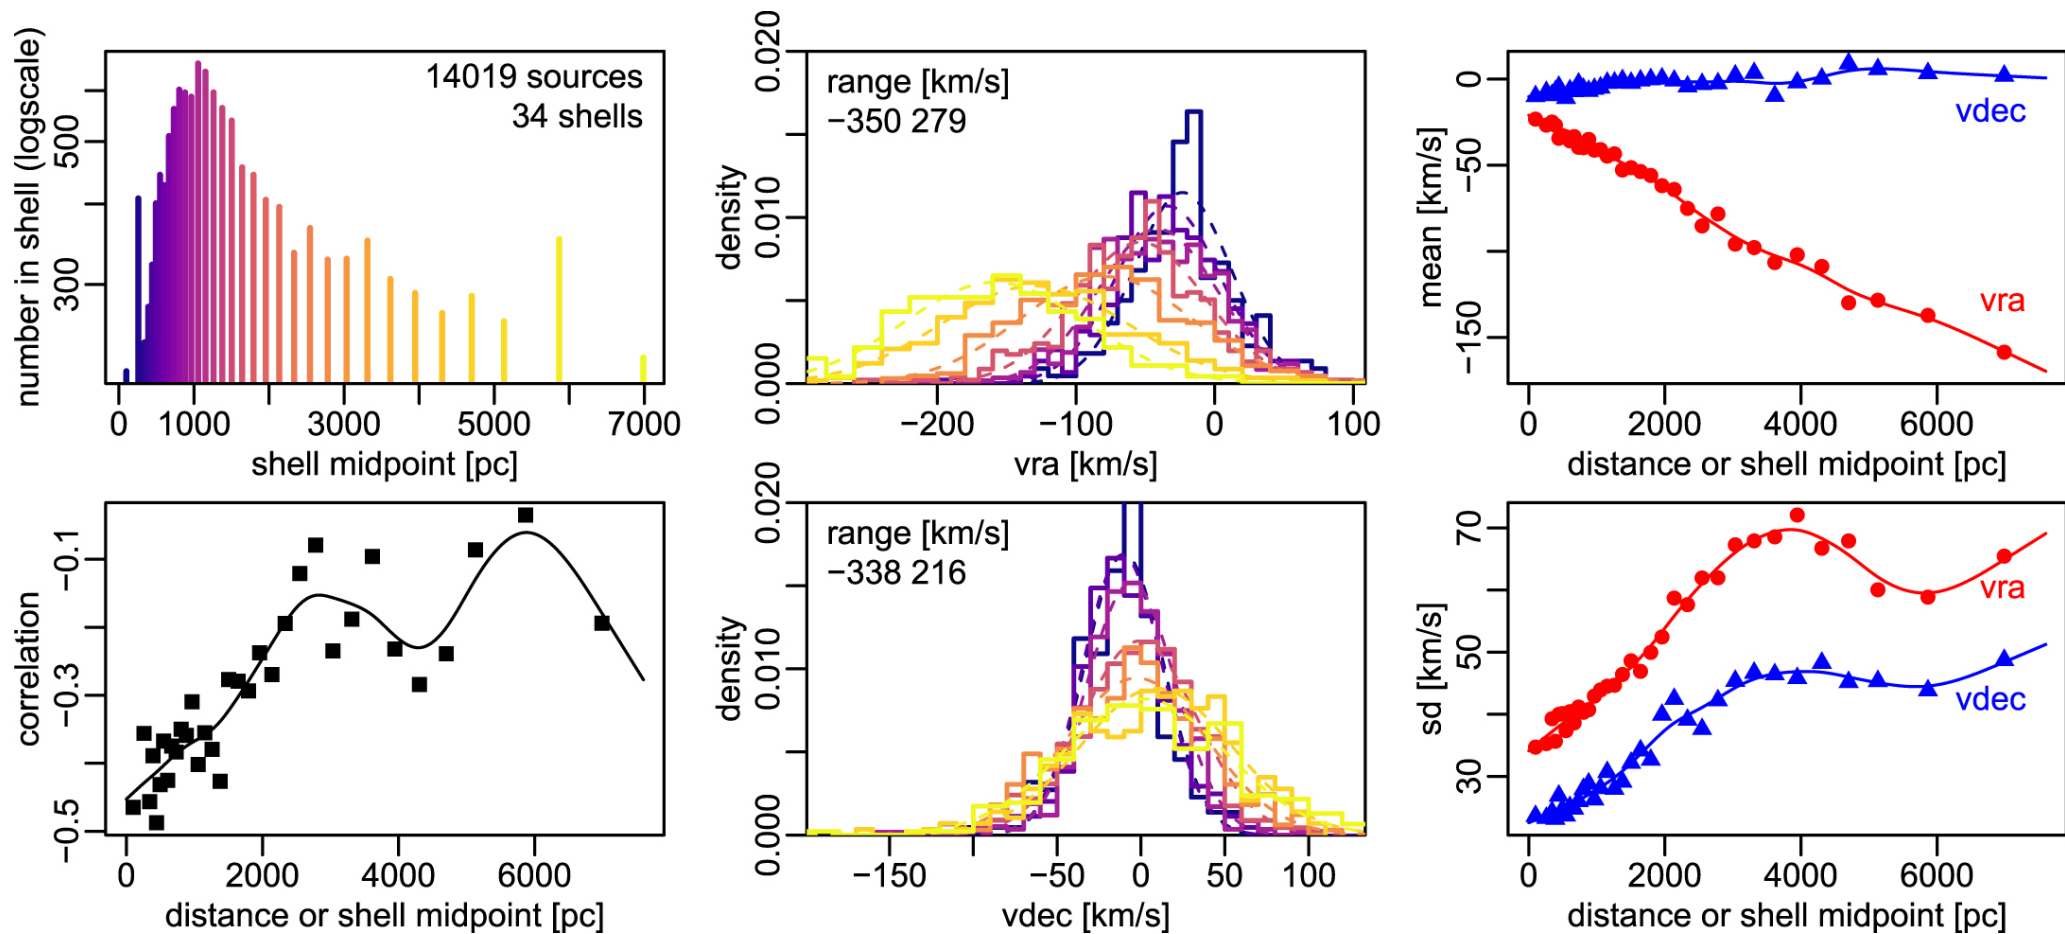 number in shell (logscale)
500
300
14019 sources
34 shells
0
1000
3000
5000
7000
shell midpoint [pc]
density
0.020
0.010
0.000
range [km/s]
−350 279
−200
−100
0
100
vra [km/s]
mean [km/s]
0
−50
−150
vdec
vra
0
2000
4000
6000
distance or shell midpoint [pc]
correlation
−0.1
−0.3
−0.5
0
2000
4000
6000
distance or shell midpoint [pc]
density
0.020
0.010
0.000
range [km/s]
−338 216
−150
−50
0
50
100
vdec [km/s]
sd [km/s]
70
50
30
vra
vdec
0
2000
4000
6000
distance or shell midpoint [pc]